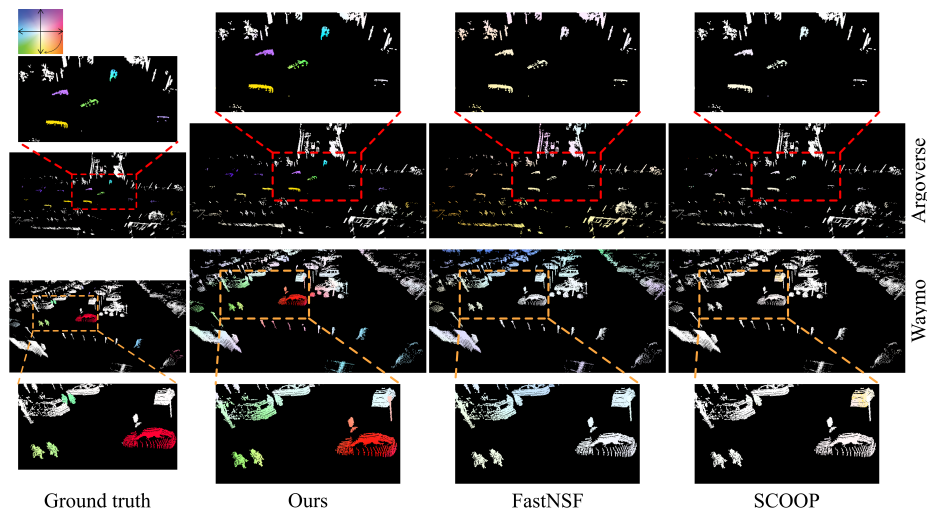 Argoverse
Waymo
Ground truth
Ours
FastNSF
SCOOP